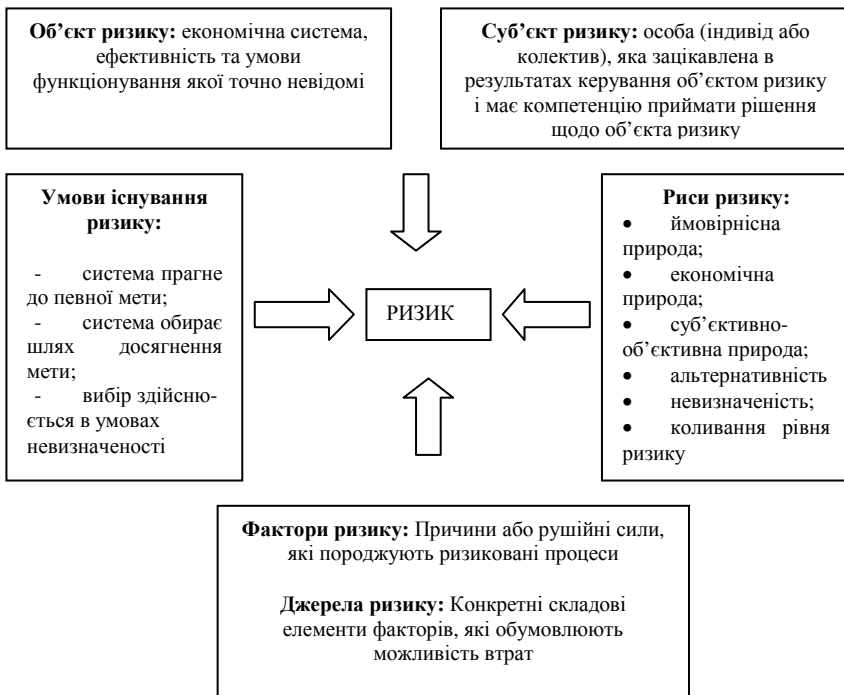 Об’єкт ризику: економічна система,
ефективність та умови
функціонування якої точно невідомі
Суб’єкт ризику: особа (індивід або
колектив), яка зацікавлена в
результатах керування об’єктом ризику
і має компетенцію приймати рішення
щодо об’єкта ризику
Умови існування
ризику:
- система прагне
до певної мети;
- система обирає
шлях досягнення
мети;
- вибір здійсню-
ється в умовах
невизначеності
РИЗИК
Риси ризику:
• ймовірнісна
природа;
• економічна
природа;
• суб’єктивно-
об’єктивна природа;
• альтернативність
• невизначеність;
• коливання рівня
ризику
Фактори ризику: Причини або рушійні сили,
які породжують ризиковані процеси
Джерела ризику: Конкретні складові
елементи факторів, які обумовлюють
можливість втрат